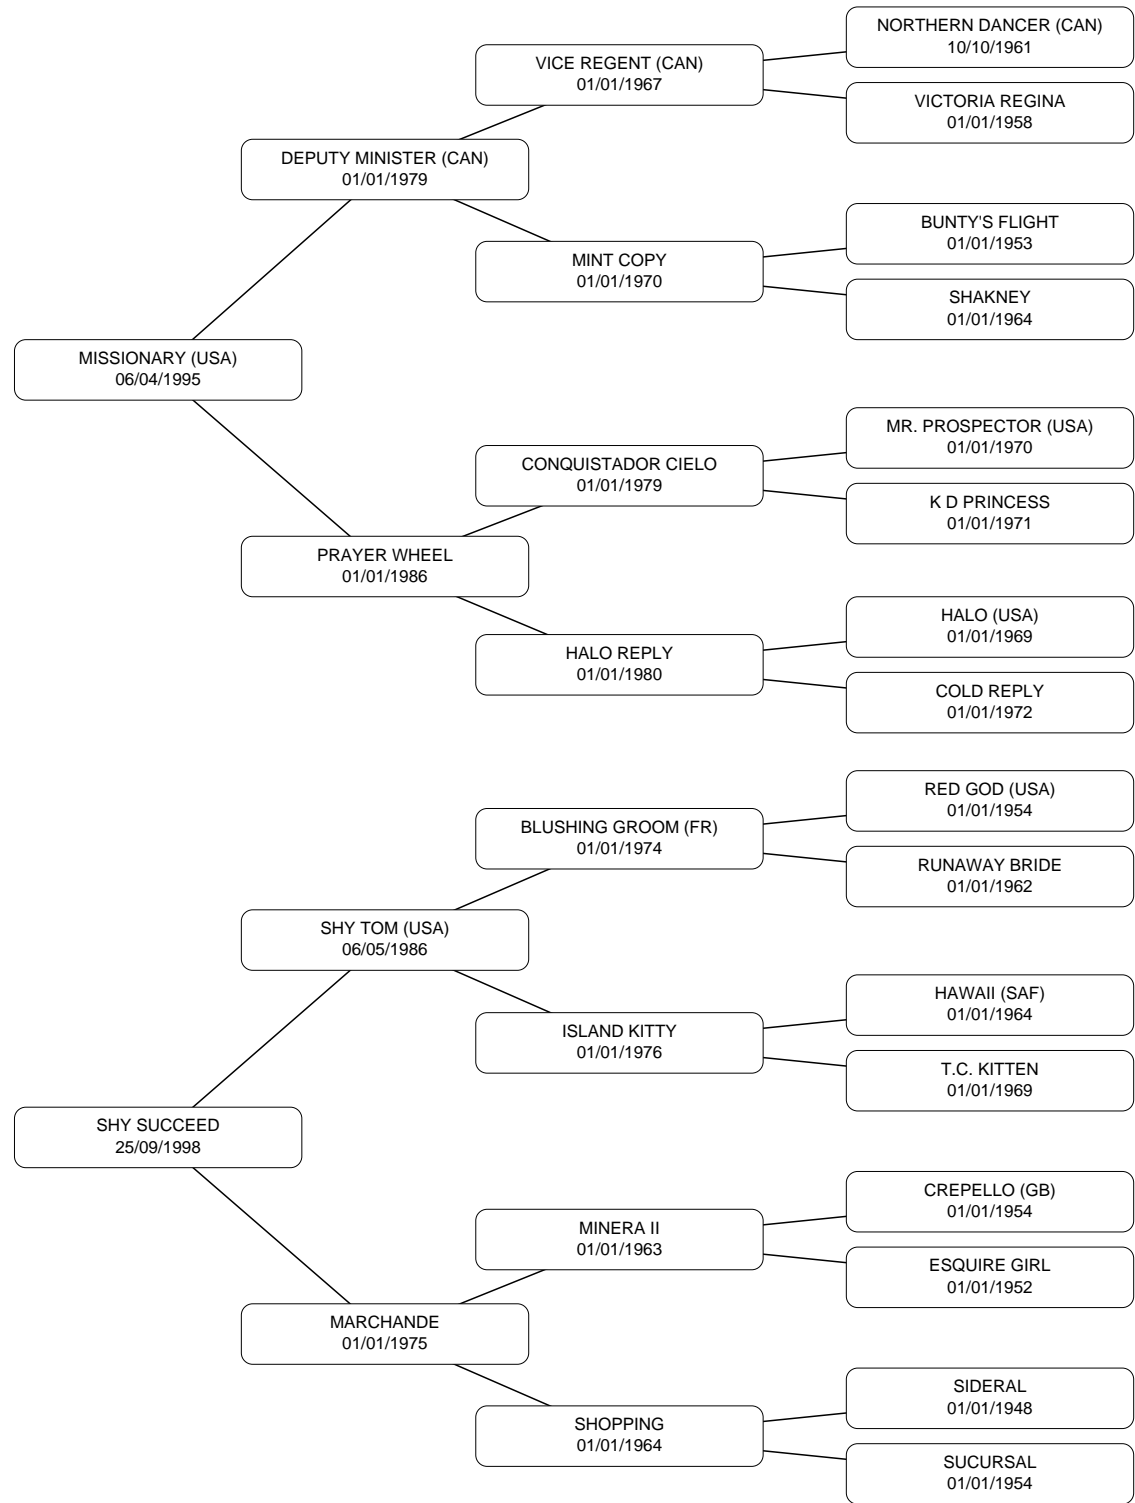 NORTHERN DANCER (CAN)
10/10/1961
VICE REGENT (CAN)
01/01/1967
VICTORIA REGINA
01/01/1958
DEPUTY MINISTER (CAN)
01/01/1979
BUNTY'S FLIGHT
01/01/1953
MINT COPY
01/01/1970
SHAKNEY
01/01/1964
MISSIONARY (USA)
06/04/1995
MR. PROSPECTOR (USA)
01/01/1970
CONQUISTADOR CIELO
01/01/1979
K D PRINCESS
01/01/1971
PRAYER WHEEL
01/01/1986
HALO (USA)
01/01/1969
HALO REPLY
01/01/1980
COLD REPLY
01/01/1972
RED GOD (USA)
01/01/1954
BLUSHING GROOM (FR)
01/01/1974
RUNAWAY BRIDE
01/01/1962
SHY TOM (USA)
06/05/1986
HAWAII (SAF)
01/01/1964
ISLAND KITTY
01/01/1976
T.C. KITTEN
01/01/1969
SHY SUCCEED
25/09/1998
CREPELLO (GB)
01/01/1954
MINERA II
01/01/1963
ESQUIRE GIRL
01/01/1952
MARCHANDE
01/01/1975
SIDERAL
01/01/1948
SHOPPING
01/01/1964
SUCURSAL
01/01/1954